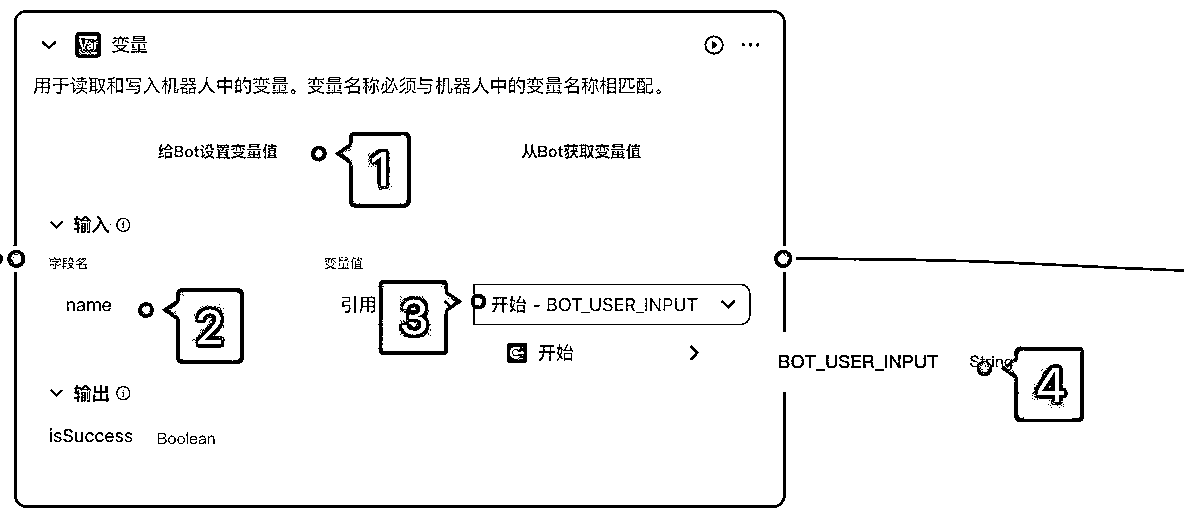 Var 变量
用于读取和写入机器人中的变量。变量名称必须与机器人中的变量名称相匹配。
给Bot设置变量值 1 从Bot获取变量值
输入
字段名 变量值
name 2 引用 3 开始 - BOT_USER_INPUT
开始
BOT_USER_INPUT String 4
输出
isSuccess Boolean